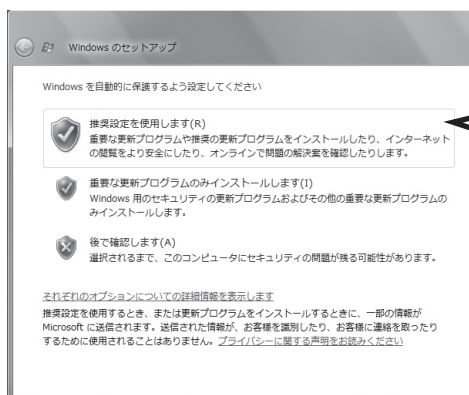 Windows のセットアップ
Windows を自動的に保護するよう設定してください
推奨設定を使用します(R)
重要な更新プログラムや推奨の更新プログラムをインストールしたり、インターネット
の閲覧をより安全にしたり、オンラインで問題の解決案を確認したりします。
重要な更新プログラムのみインストールします(I)
Windows 用のセキュリティの更新プログラムおよびその他の重要な更新プログラムの
みインストールします。
後で確認します(A)
選択されるまで、このコンピュータにセキュリティの問題が残る可能性があります。
それぞれのオプションについての詳細情報を表示します
推奨設定を使用するとき、または更新プログラムをインストールするときに、一部の情報が
Microsoft に送信されます。送信された情報が、お客様を識別したり、お客様に連絡を取ったり
するために使用されることはありません。プライバシーに関する声明をお読みください